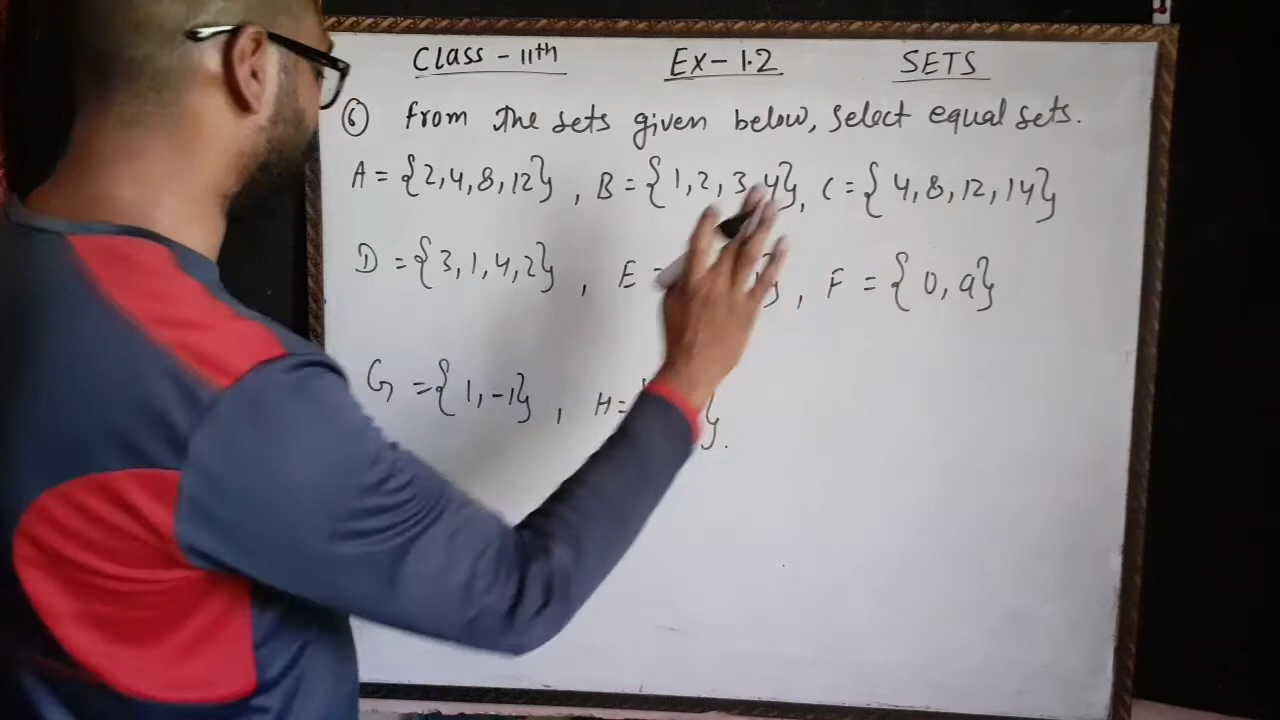 Class - 11th Ex - 1.2 SETS
⑥ from the sets given below, select equal sets.
A = {2, 4, 8, 12} , B = {1, 2, 3, 4}, C = {4, 8, 12, 14}
D = {3, 1, 4, 2} , E = } , F = {0, a}
G = {1, -1} , H = }.